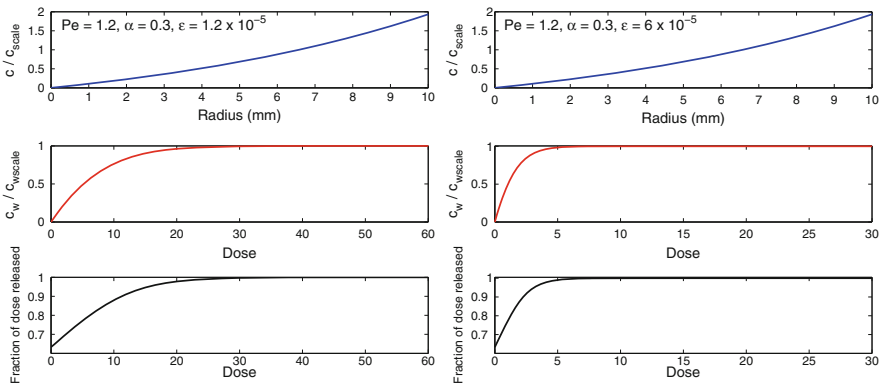 Pe = 1.2, α = 0.3, ε = 1.2 x 10⁻⁵
c / c_scale
2
1.5
1
0.5
0
0 1 2 3 4 5 6 7 8 9 10
Radius (mm)
c_w / c_wscale
1
0.5
0
0 10 20 30 40 50 60
Dose
Fraction of dose released
1
0.9
0.8
0.7
0 10 20 30 40 50 60
Dose
Pe = 1.2, α = 0.3, ε = 6 x 10⁻⁵
c / c_scale
2
1.5
1
0.5
0
0 1 2 3 4 5 6 7 8 9 10
Radius (mm)
c_w / c_wscale
1
0.5
0
0 5 10 15 20 25 30
Dose
Fraction of dose released
1
0.9
0.8
0.7
0 5 10 15 20 25 30
Dose